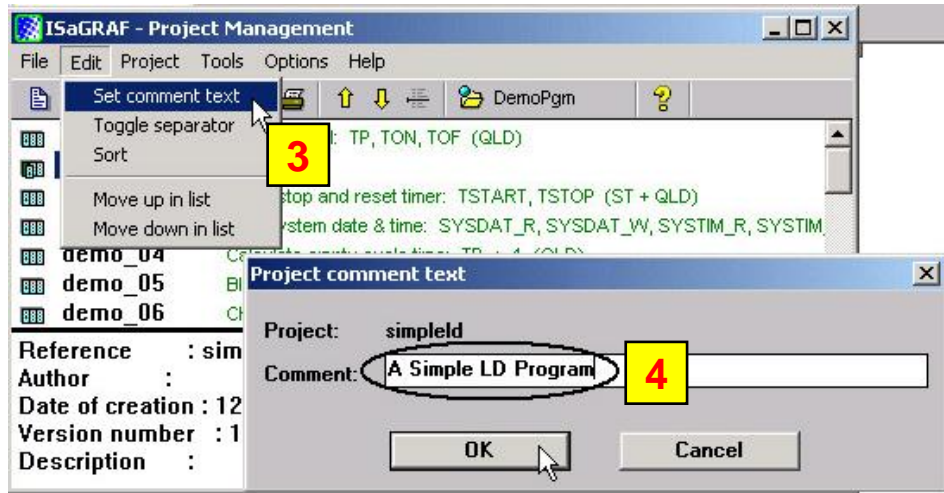 ISaGRAF - Project Management
File Edit Project Tools Options Help
Set comment text
DemoPgm
Toggle separator
3
TP, TON, TOF (QLD)
Sort
Move up in list
stop and reset timer: TSTART, TSTOP (ST + QLD)
Move down in list
system date & time: SYSDAT_R, SYSDAT_W, SYSTIM_R, SYSTIM_
demo_04
demo_05
demo_06
Project comment text
Project: simpleld
Comment: A Simple LD Program
4
OK Cancel
Reference : sim
Author :
Date of creation : 12
Version number : 1
Description :